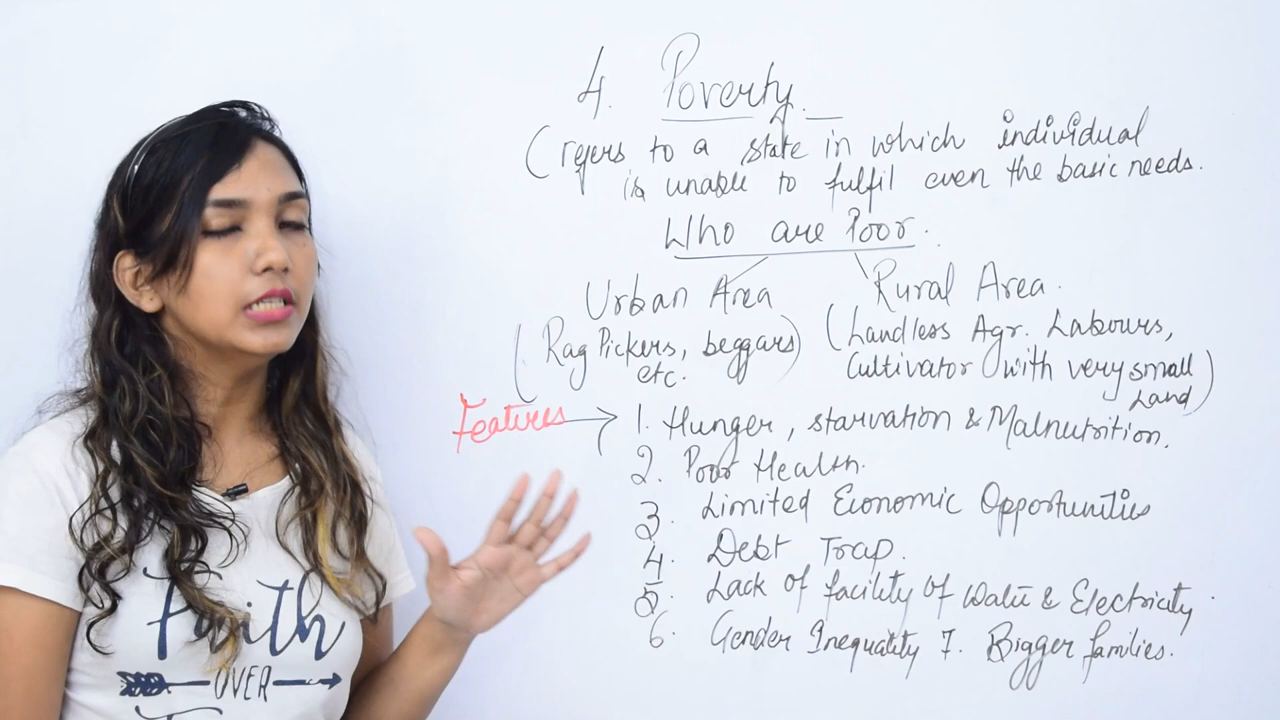 4. Poverty.
(refers to a state in which individual
is unable to fulfil even the basic needs.
Who are Poor.
Urban Area
(Rag Pickers, beggars)
etc.
Rural Area.
(Landless Agr. Labours,
Cultivator with very small
Land)
Features → 1. Hunger, starvation & Malnutrition.
2. Poor Health.
3. Limited Economic Opportunities
4. Debt Trap.
5. Lack of facility of Water & Electricity.
6. Gender Inequality 7. Bigger families.
Faith
OVER